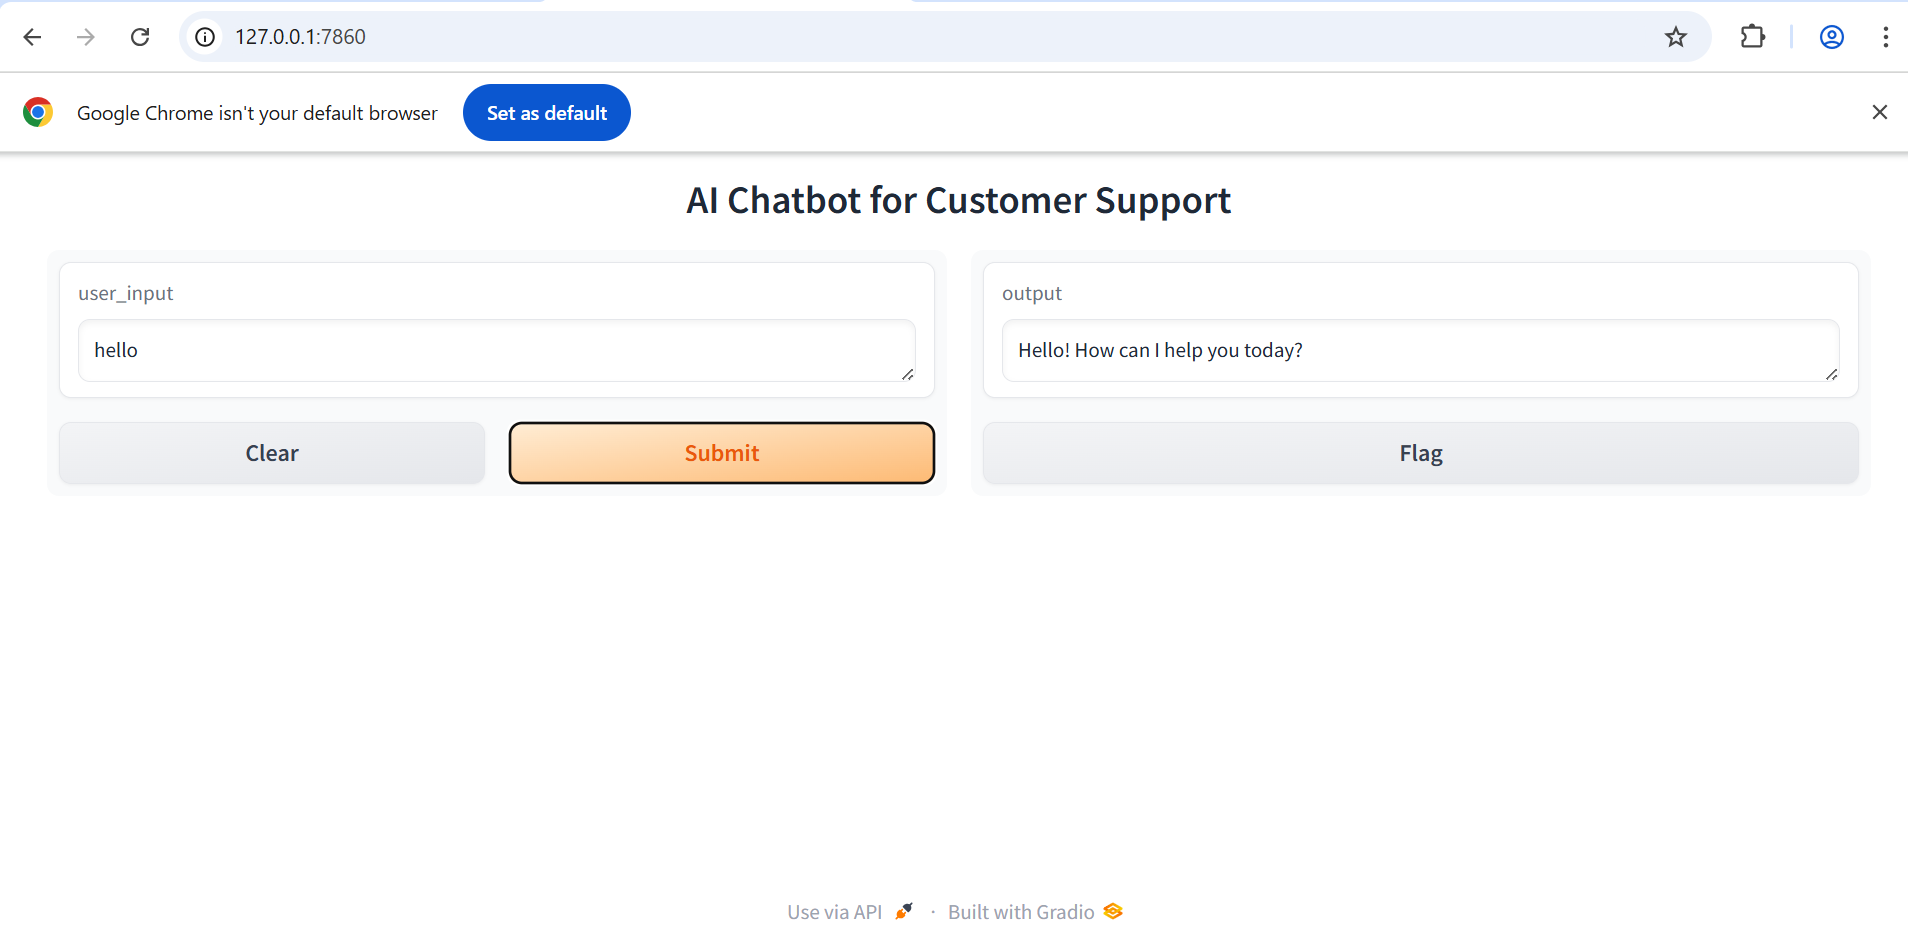 127.0.0.1:7860
Google Chrome isn't your default browser Set as default
AI Chatbot for Customer Support
user_input
hello
Clear Submit
output
Hello! How can I help you today?
Flag
Use via API · Built with Gradio